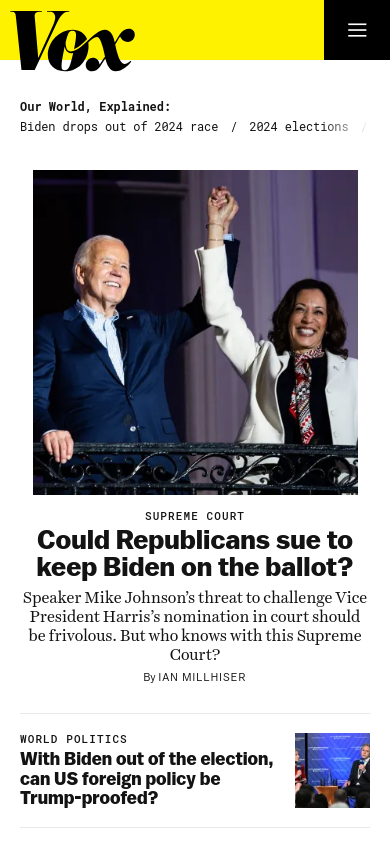 Vox
Our World, Explained:
Biden drops out of 2024 race / 2024 elections /
SUPREME COURT
Could Republicans sue to
keep Biden on the ballot?
Speaker Mike Johnson’s threat to challenge Vice
President Harris’s nomination in court should
be frivolous. But who knows with this Supreme
Court?
By IAN MILLHISER
WORLD POLITICS
With Biden out of the election,
can US foreign policy be
Trump-proofed?